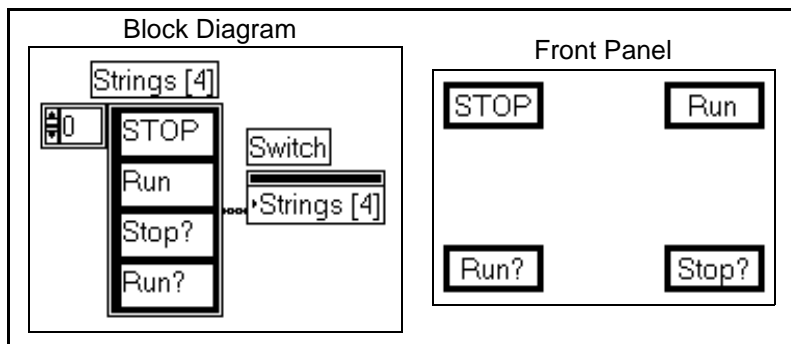 Block Diagram
Strings [4]
0
STOP
Run
Stop?
Run?
Switch
Strings [4]
Front Panel
STOP
Run
Run?
Stop?